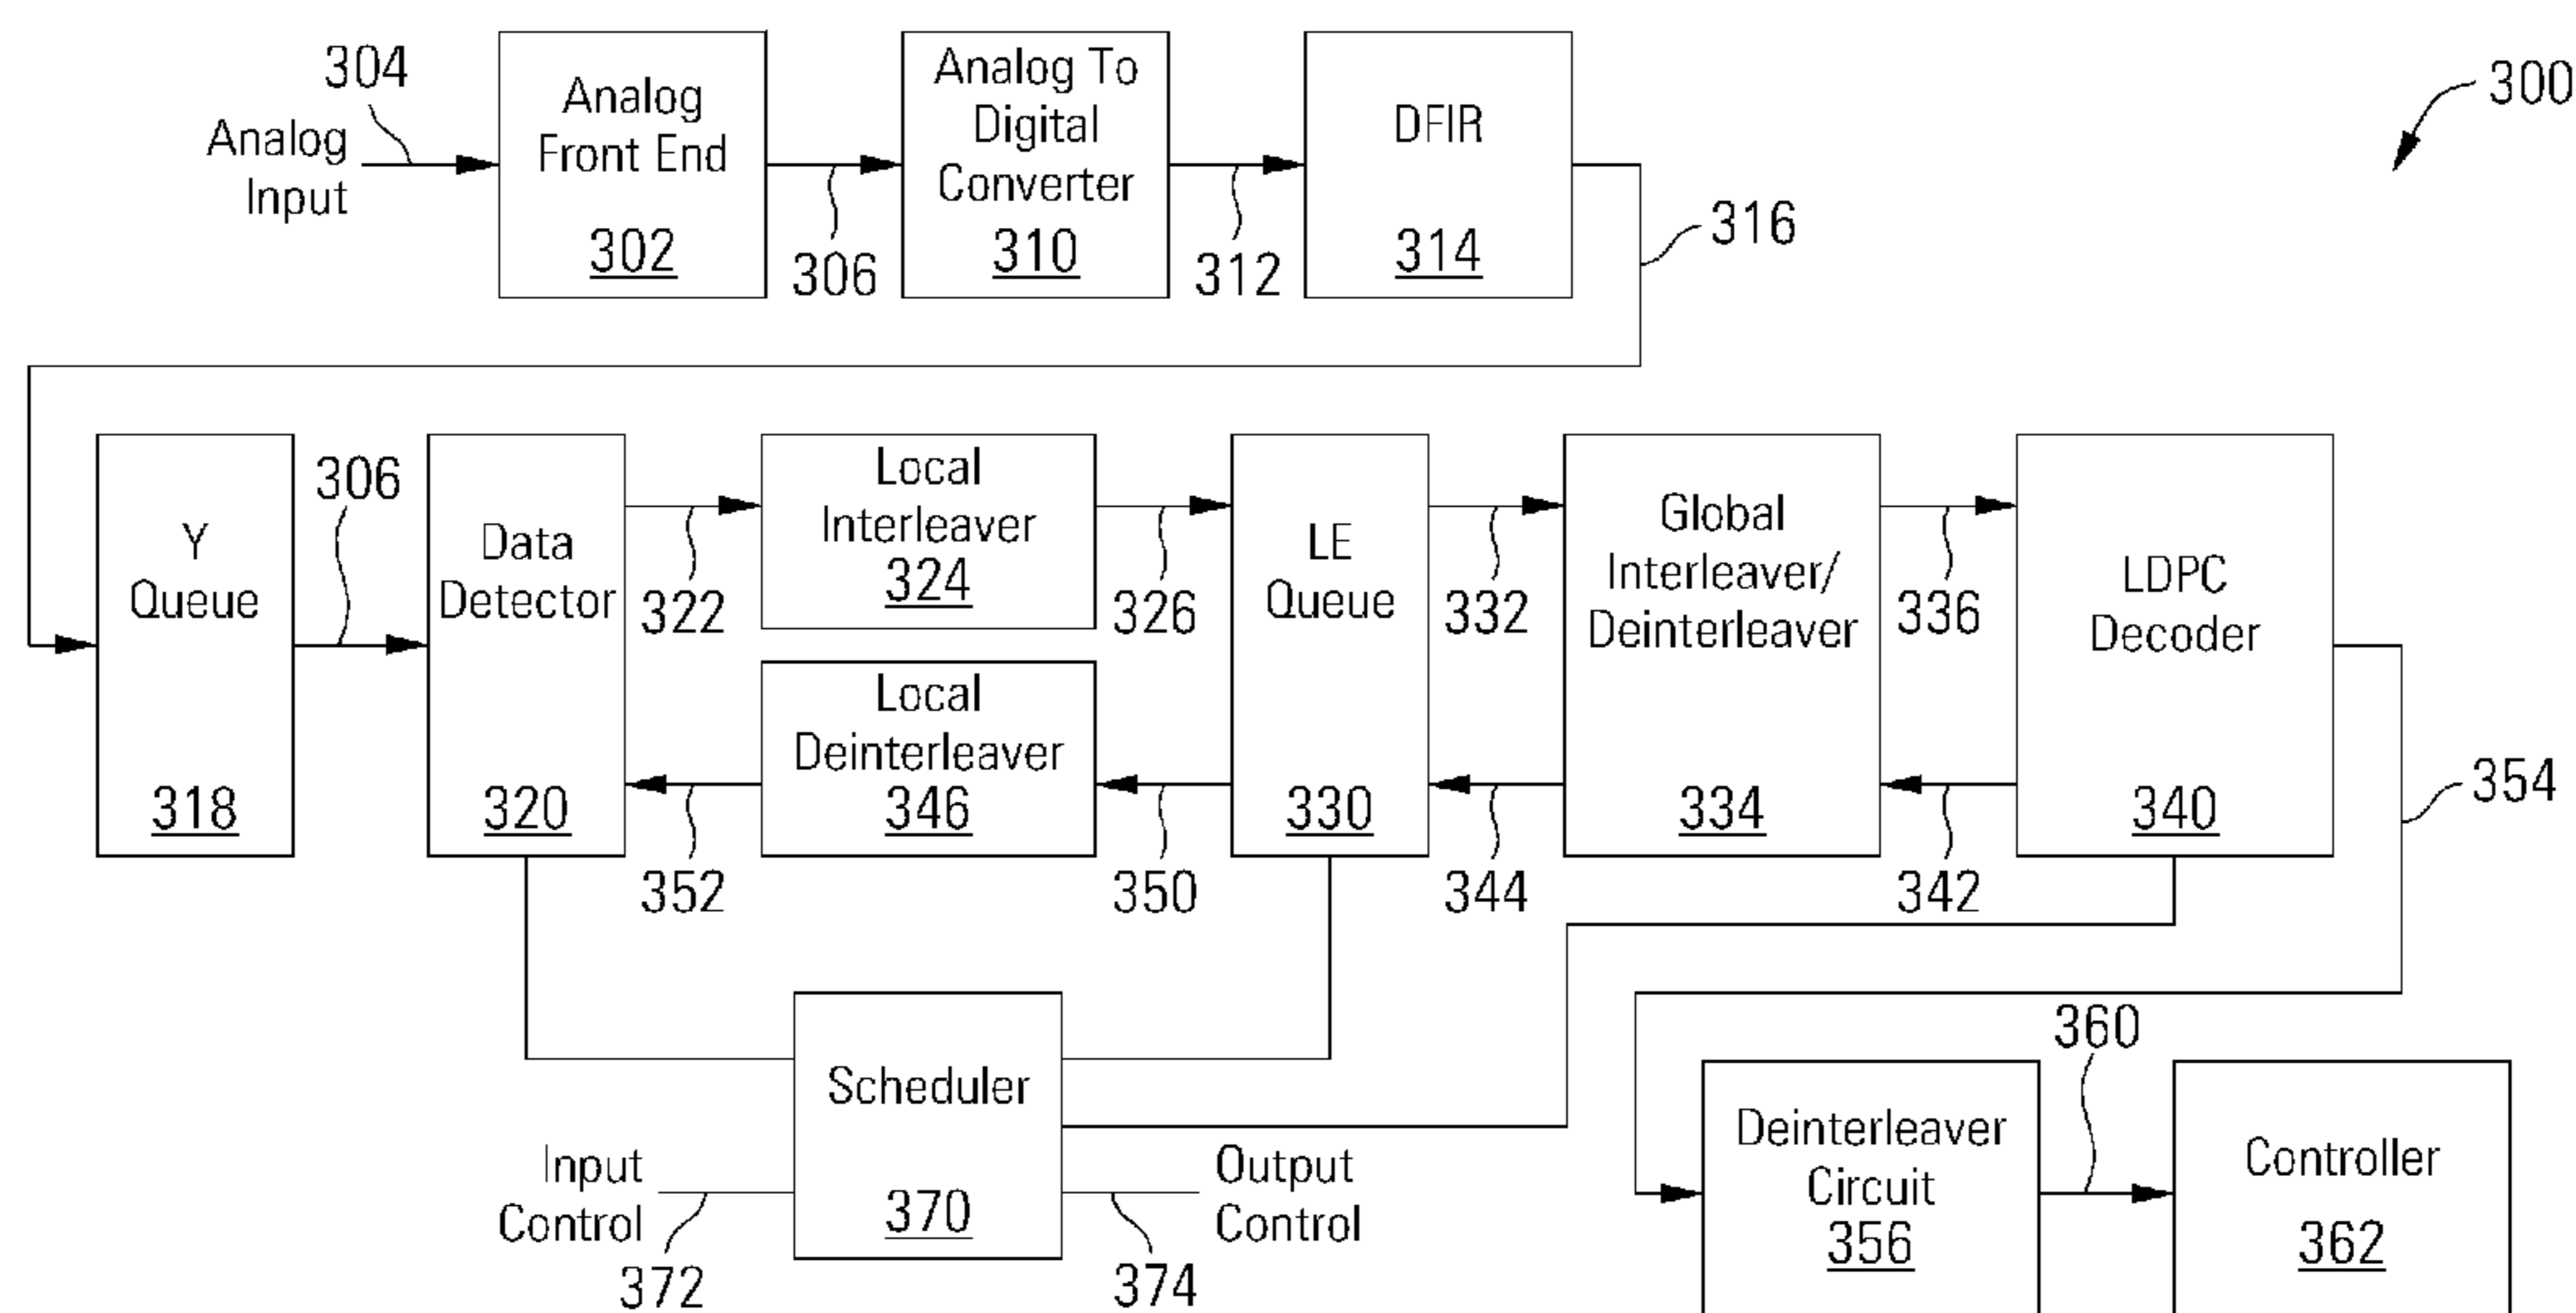 304
Analog
Input
Analog
Front End
302
306
Analog To
Digital
Converter
310
312
DFIR
314
316
300
Y
Queue
318
306
Data
Detector
320
322
Local
Interleaver
324
326
LE
Queue
330
332
Global
Interleaver/
Deinterleaver
334
336
LDPC
Decoder
340
354
Local
Deinterleaver
346
352
350
344
342
Scheduler
370
Input
Control
372
Output
Control
374
360
Deinterleaver
Circuit
356
Controller
362